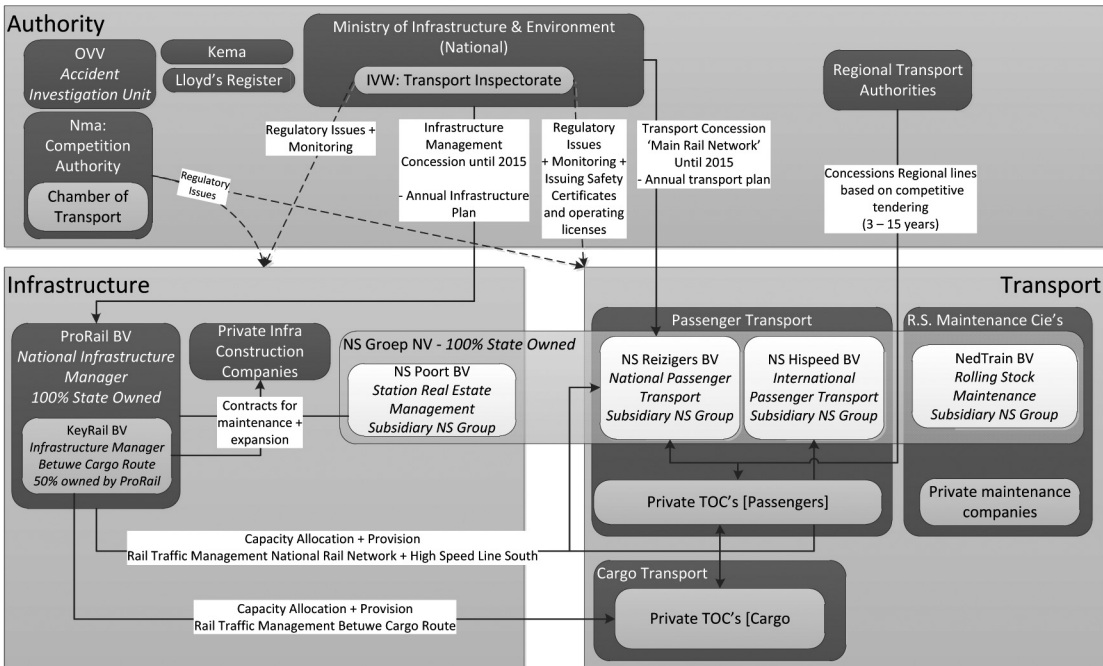 Authority
OVV
Accident
Investigation Unit
Kema
Lloyd's Register
Ministry of Infrastructure & Environment
(National)
IVW: Transport Inspectorate
Regional Transport
Authorities
Nma:
Competition
Authority
Chamber of
Transport
Regulatory
Issues
Regulatory Issues +
Monitoring
Infrastructure
Management
Concession until 2015
- Annual Infrastructure
Plan
Regulatory
Issues
+ Monitoring +
Issuing Safety
Certificates
and operating
licenses
Transport Concession
'Main Rail Network'
Until 2015
- Annual transport plan
Concessions Regional lines
based on competitive
tendering
(3 – 15 years)
Infrastructure
ProRail BV
National Infrastructure
Manager
100% State Owned
KeyRail BV
Infrastructure Manager
Betuwe Cargo Route
50% owned by ProRail
Private Infra
Construction
Companies
Contracts for
maintenance +
expansion
NS Groep NV - 100% State Owned
NS Poort BV
Station Real Estate
Management
Subsidiary NS Group
Transport
Passenger Transport
NS Reizigers BV
National Passenger
Transport
Subsidiary NS Group
NS Hispeed BV
International
Passenger Transport
Subsidiary NS Group
R.S. Maintenance Cie's
NedTrain BV
Rolling Stock
Maintenance
Subsidiary NS Group
Private TOC's [Passengers]
Private maintenance
companies
Capacity Allocation + Provision
Rail Traffic Management National Rail Network + High Speed Line South
Cargo Transport
Private TOC's [Cargo
Capacity Allocation + Provision
Rail Traffic Management Betuwe Cargo Route